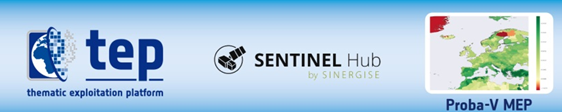 tep
thematic exploitation platform
SENTINEL Hub
by SINERGISE
Proba-V MEP